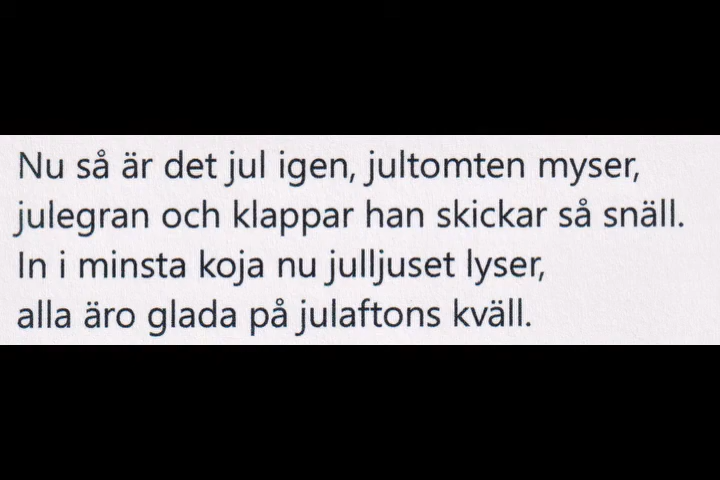 Nu så är det jul igen, jultomten myser,
julegran och klappar han skickar så snäll.
In i minsta koja nu julljuset lyser,
alla äro glada på julaftons kväll.